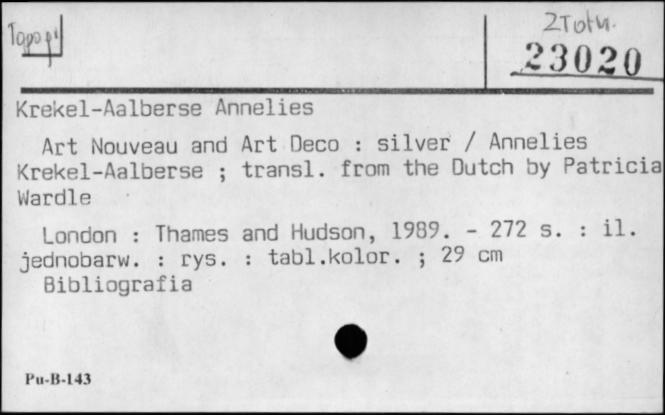 23020
Krekel-Aalberse Annelies
Art Nouveau and Art Deco : silver / Annelies
Krekel-Aalberse ; transl. from the Dutch by Patricia
Wardle
London : Thames and Hudson, 1989. - 272 s. : il.
jednobarw. : rys. : tabl.kolor. ; 29 cm
Bibliografia
Pu-B-143